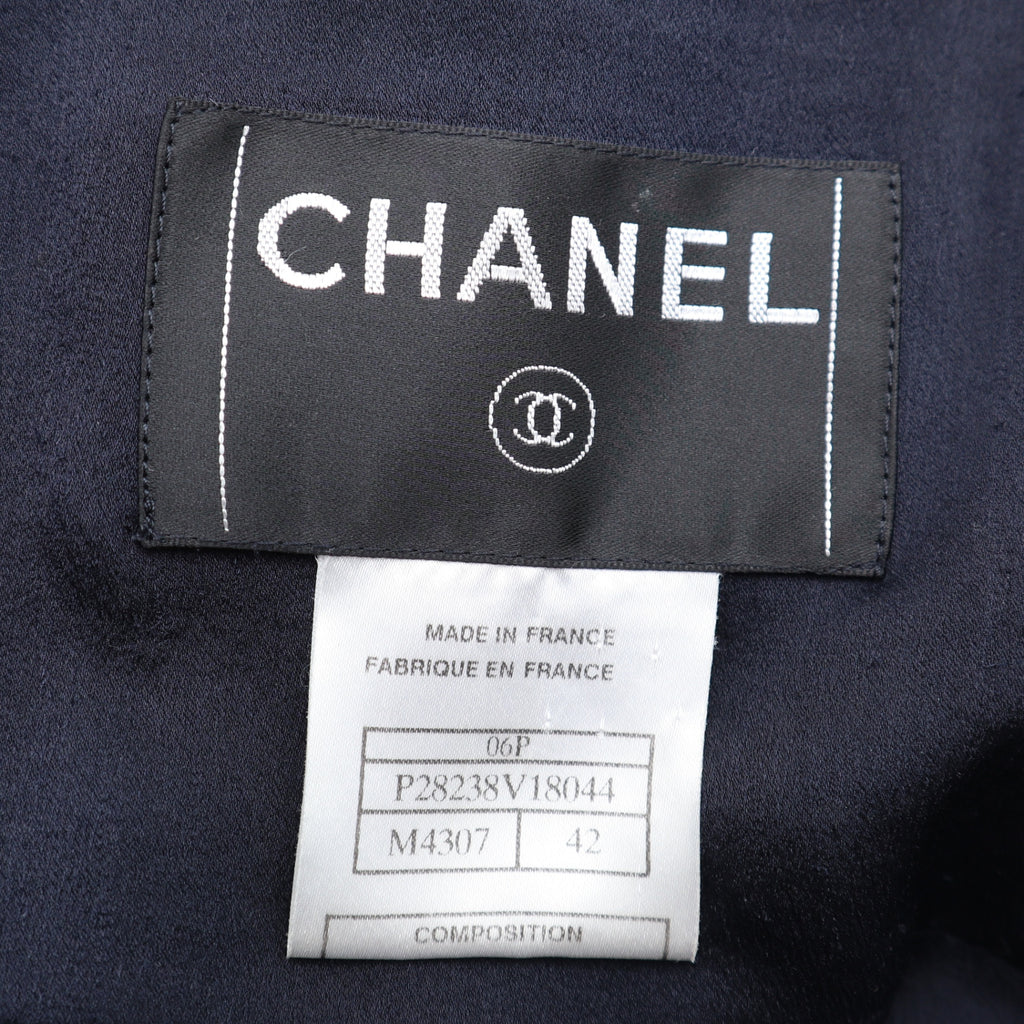 CHANEL
MADE IN FRANCE
FABRIQUE EN FRANCE
06P
P28238V18044
M4307 42
COMPOSITION